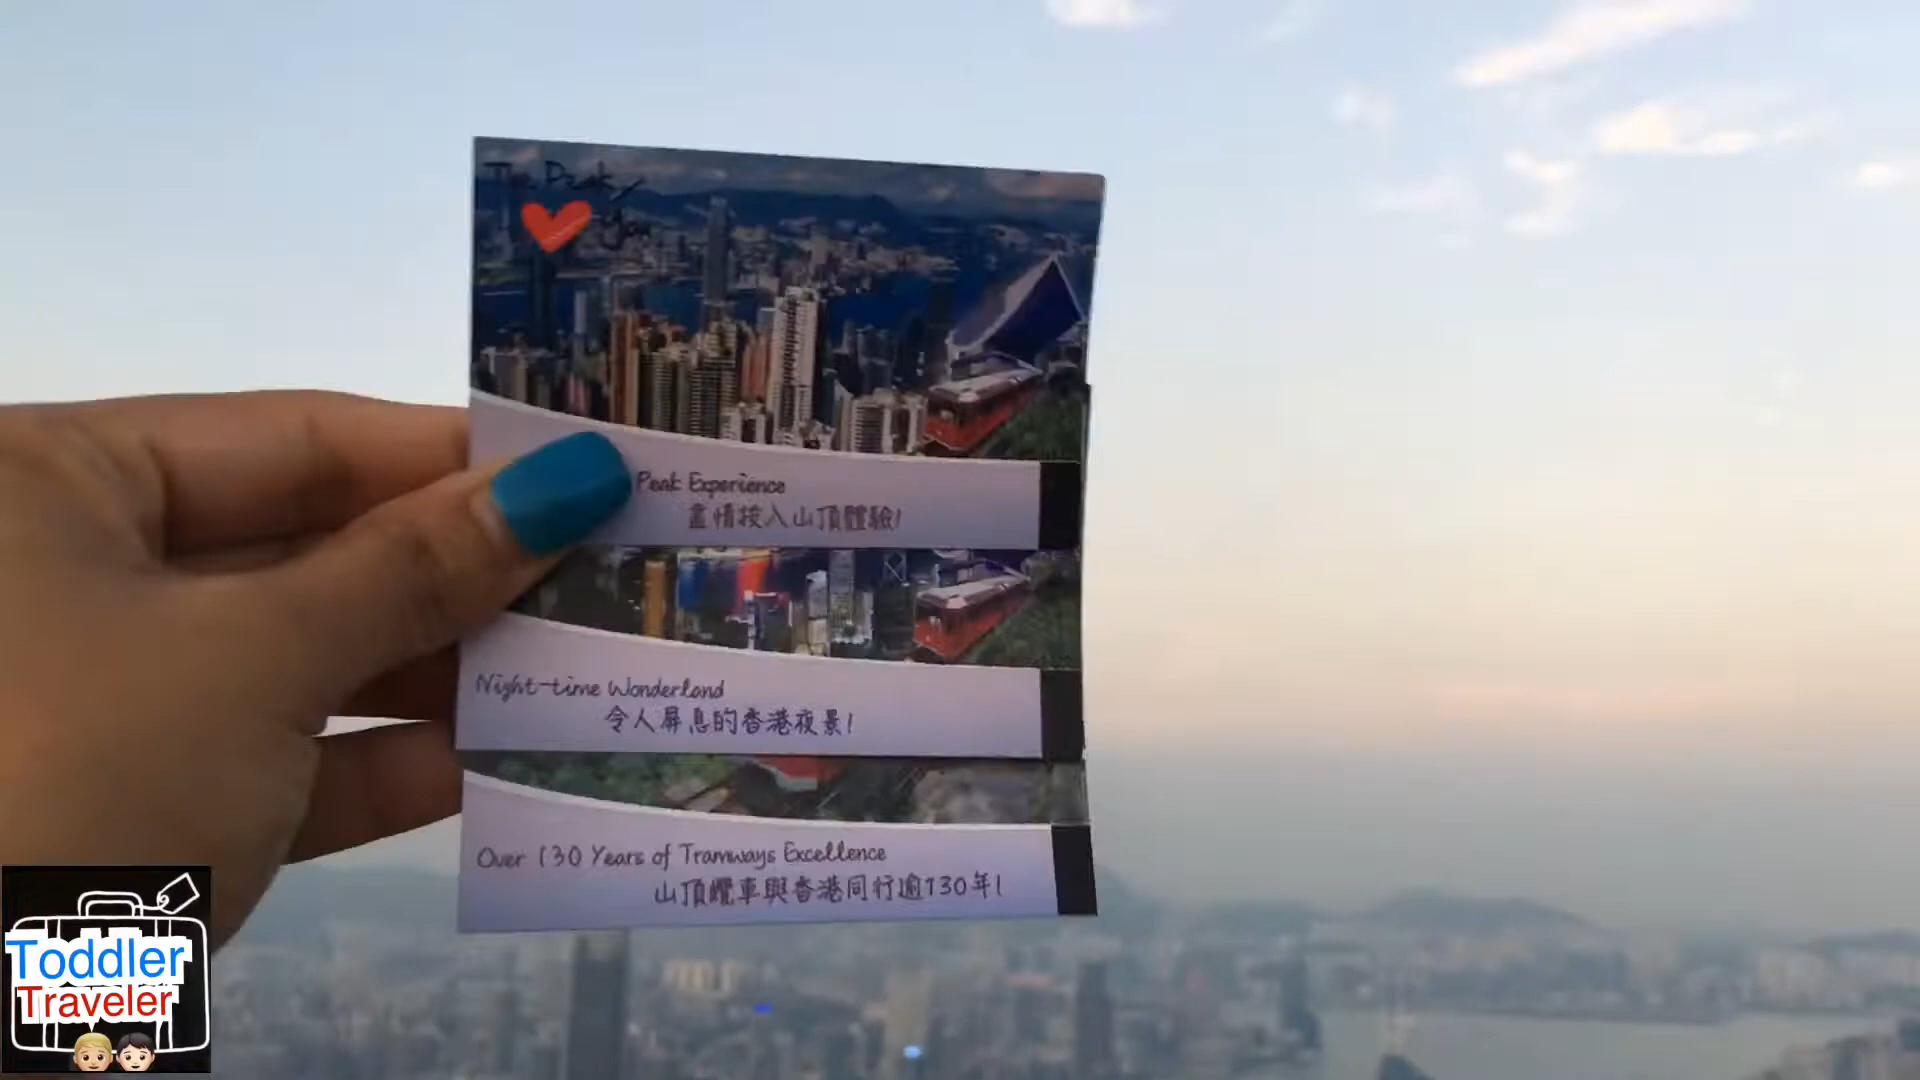 The Peak
You
Peak Experience
盡情投入山頂體驗!
Night-time Wonderland
令人屏息的香港夜景!
Over 130 Years of Tramways Excellence
山頂纜車與香港同行逾130年!
Toddler
Traveler